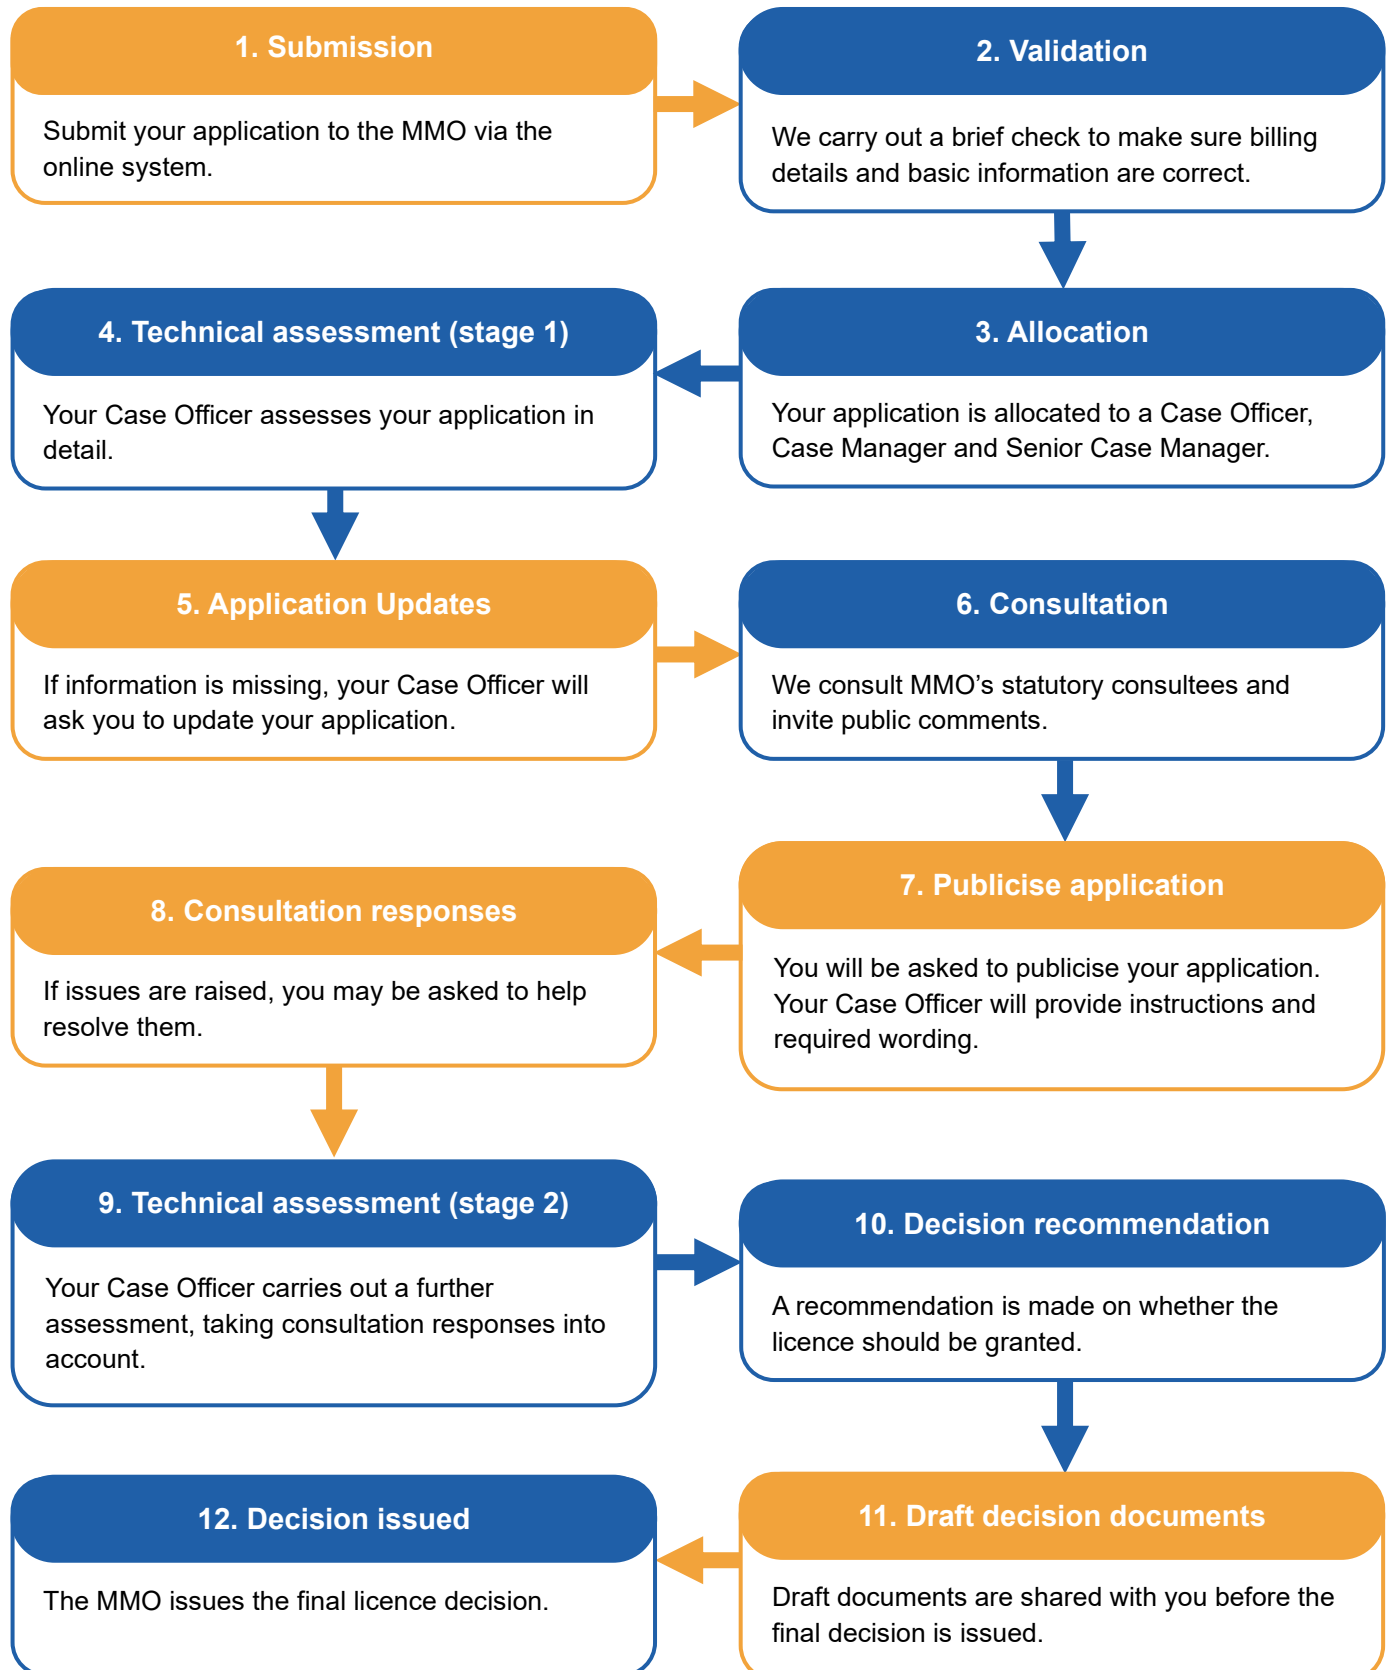 1. Submission
Submit your application to the MMO via the
online system.
2. Validation
We carry out a brief check to make sure billing
details and basic information are correct.
3. Allocation
Your application is allocated to a Case Officer,
Case Manager and Senior Case Manager.
4. Technical assessment (stage 1)
Your Case Officer assesses your application in
detail.
5. Application Updates
If information is missing, your Case Officer will
ask you to update your application.
6. Consultation
We consult MMO’s statutory consultees and
invite public comments.
7. Publicise application
You will be asked to publicise your application.
Your Case Officer will provide instructions and
required wording.
8. Consultation responses
If issues are raised, you may be asked to help
resolve them.
9. Technical assessment (stage 2)
Your Case Officer carries out a further
assessment, taking consultation responses into
account.
10. Decision recommendation
A recommendation is made on whether the
licence should be granted.
11. Draft decision documents
Draft documents are shared with you before the
final decision is issued.
12. Decision issued
The MMO issues the final licence decision.